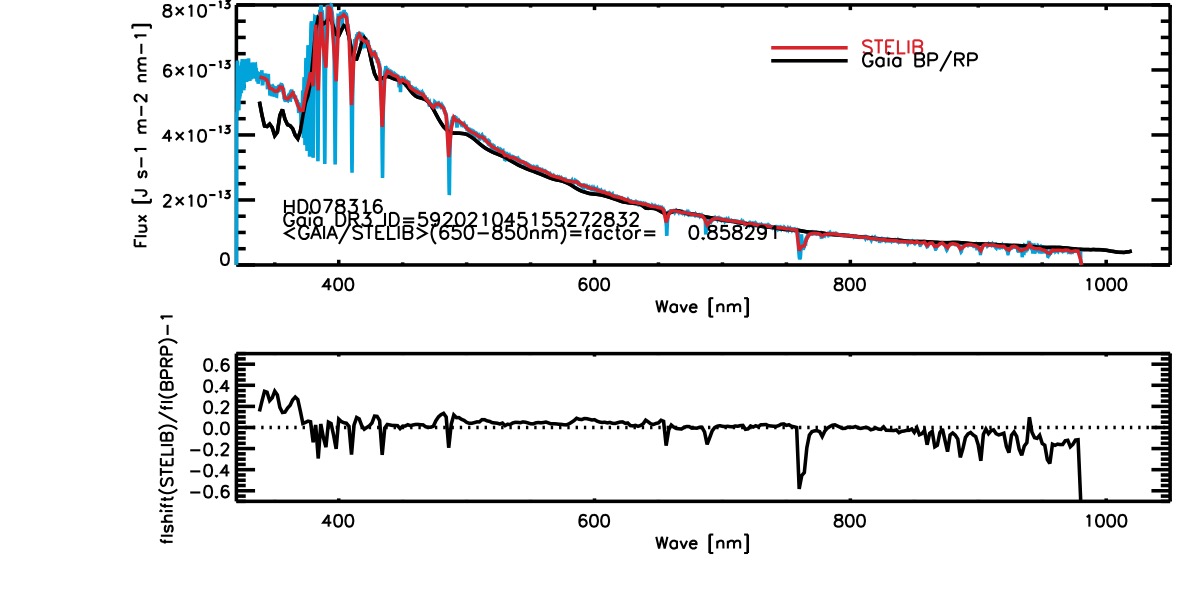 8×10−13
6×10−13
4×10−13
2×10−13
0
Flux [J s−1 m−2 nm−1]
STELIB
Gaia BP/RP
HD078316
Gaia DR3 ID=5920210451155272832
<GAIA/STELIB>(650−850nm)=factor= 0.858291
400 600 800 1000
Wave [nm]
flshift(STELIB)/fl(BPRP)−1
0.6
0.4
0.2
0.0
−0.2
−0.4
−0.6
400 600 800 1000
Wave [nm]